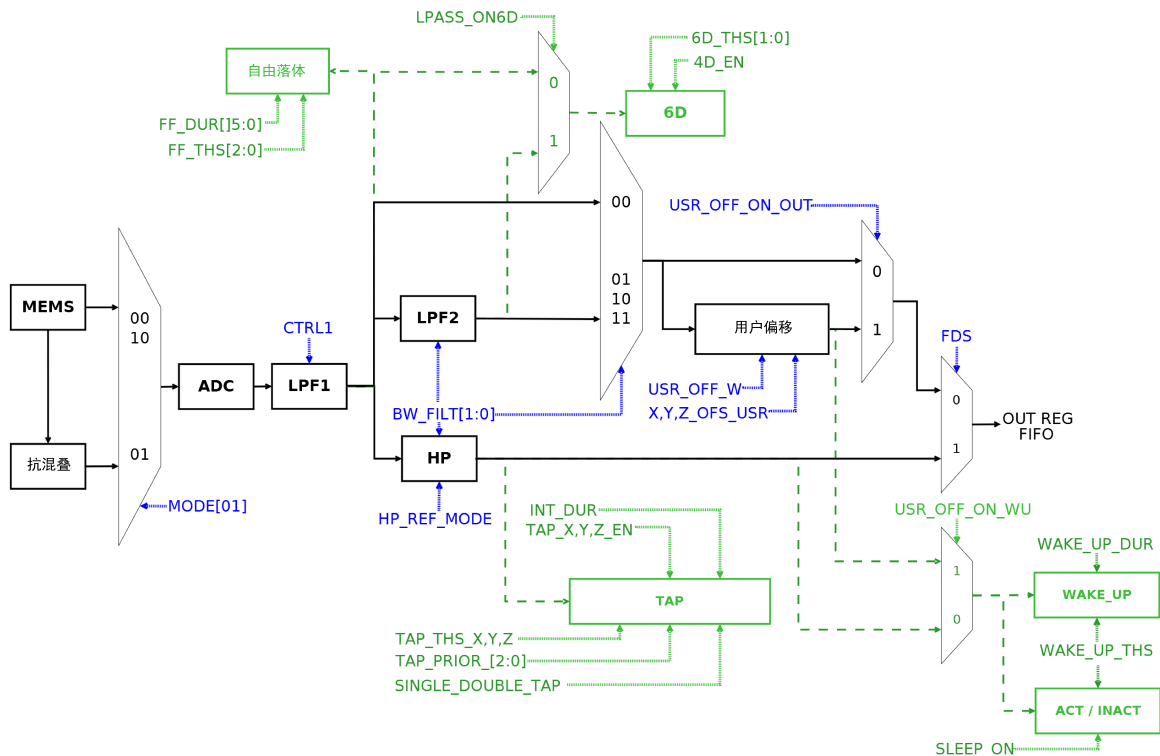 LPASS_ON6D
6D_THS[1:0]
4D_EN
自由落体
0
1
6D
FF_DUR[]5:0]
FF_THS[2:0]
00
01
10
11
USR_OFF_ON_OUT
0
1
MEMS
00
10
01
抗混叠
MODE[01]
ADC
CTRL1
LPF1
LPF2
用户偏移
USR_OFF_W
X,Y,Z_OFS_USR
BW_FILT[1:0]
HP
HP_REF_MODE
FDS
0
1
OUT REG
FIFO
INT_DUR
TAP_X,Y,Z_EN
TAP
TAP_THS_X,Y,Z
TAP_PRIOR_[2:0]
SINGLE_DOUBLE_TAP
USR_OFF_ON_WU
1
0
WAKE_UP_DUR
WAKE_UP
WAKE_UP_THS
ACT / INACT
SLEEP_ON